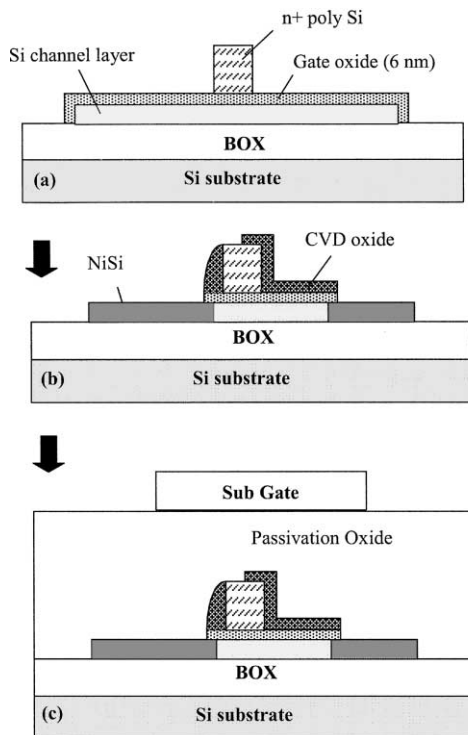 n+ poly Si
Si channel layer
Gate oxide (6 nm)
BOX
(a)
Si substrate
CVD oxide
NiSi
BOX
(b)
Si substrate
Sub Gate
Passivation Oxide
BOX
(c)
Si substrate